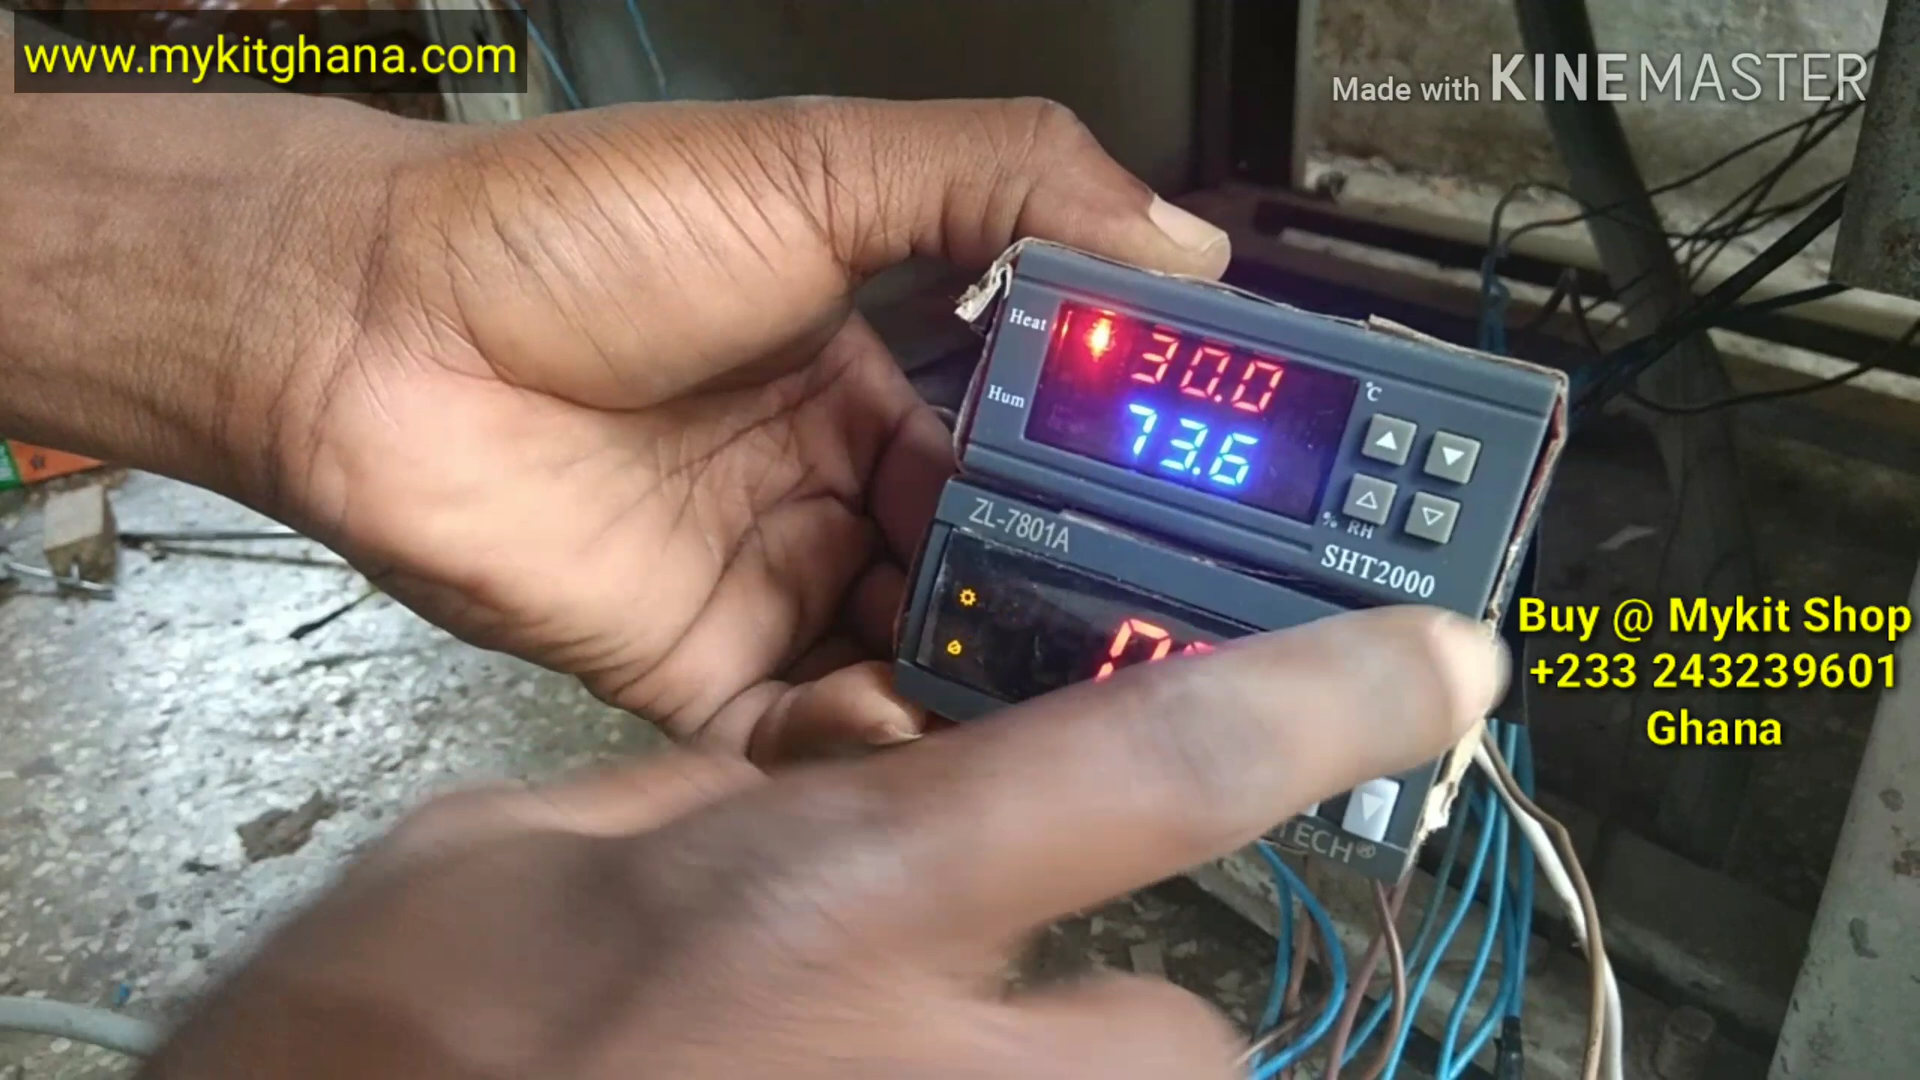 www.mykitghana.com
Made with KINEMASTER
Heat
30.0
°C
Hum
73.6
% RH
SHT2000
ZL-7801A
Buy @ Mykit Shop
+233 243239601
Ghana
TECH®